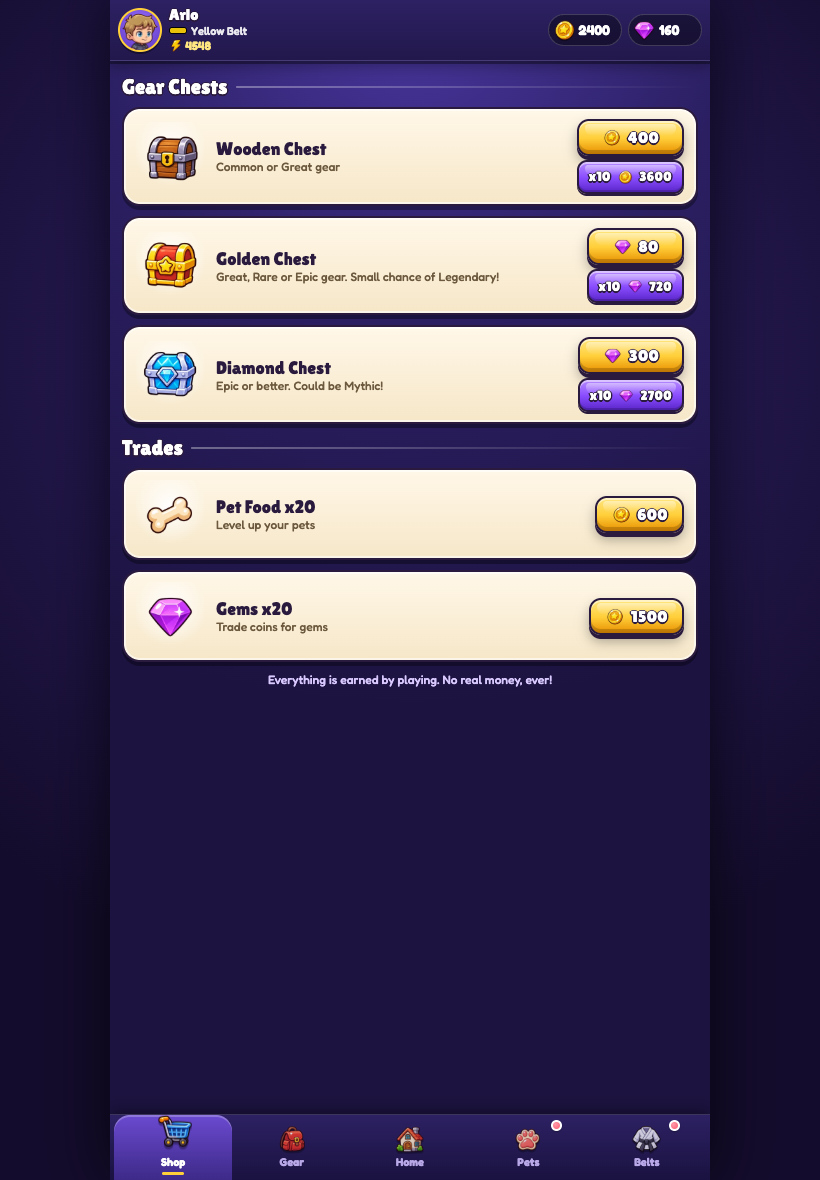 Arlo
Yellow Belt
4548
2400
160
Gear Chests
Wooden Chest
Common or Great gear
400
x10 3600
Golden Chest
Great, Rare or Epic gear. Small chance of Legendary!
80
x10 720
Diamond Chest
Epic or better. Could be Mythic!
300
x10 2700
Trades
Pet Food x20
Level up your pets
600
Gems x20
Trade coins for gems
1500
Everything is earned by playing. No real money, ever!
Shop
Gear
Home
Pets
Belts